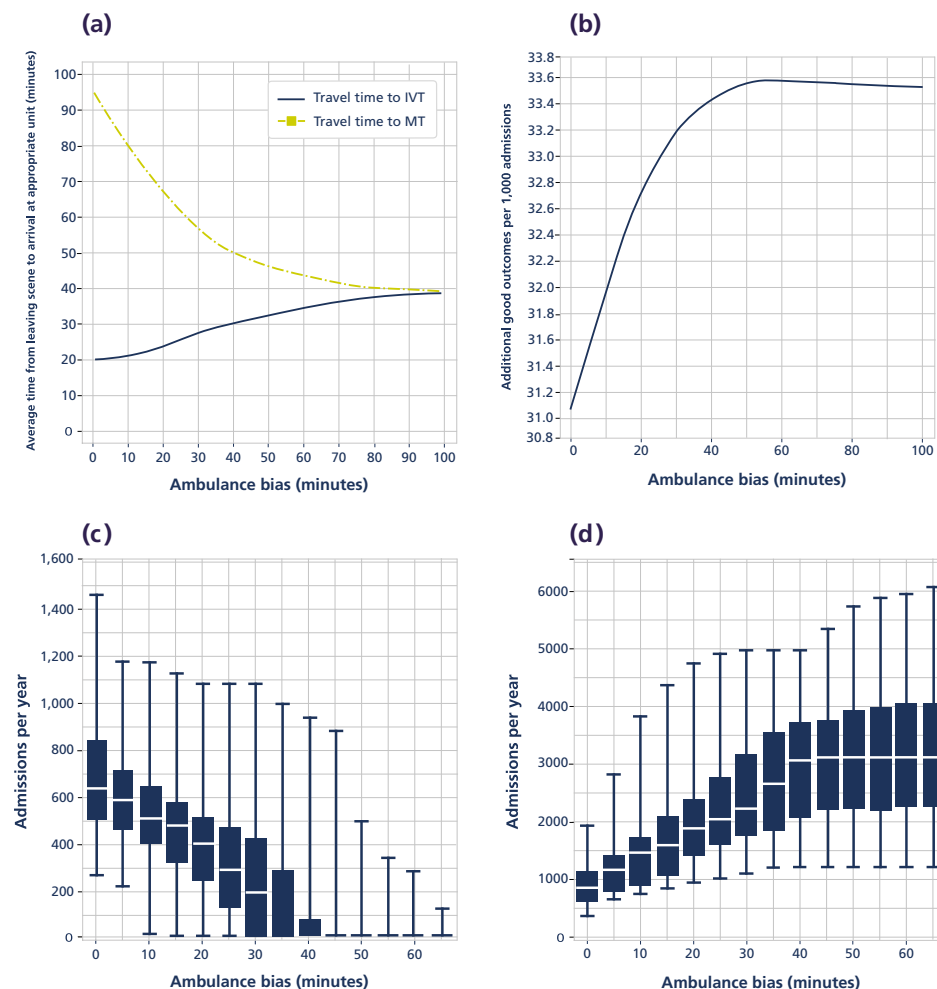 (a)
Average time from leaving scene to arrival at appropriate unit (minutes)
100
90
80
70
60
50
40
30
20
10
0
Travel time to IVT
Travel time to MT
0 10 20 30 40 50 60 70 80 90 100
Ambulance bias (minutes)
(b)
Additional good outcomes per 1,000 admissions
33.8
33.6
33.4
33.2
33.0
32.8
32.6
32.4
32.2
32.0
31.8
31.6
31.4
31.2
31.0
30.8
0 20 40 60 80 100
Ambulance bias (minutes)
(c)
Admissions per year
1,600
1,400
1,200
1,000
800
600
400
200
0
0 10 20 30 40 50 60
Ambulance bias (minutes)
(d)
Admissions per year
6000
5000
4000
3000
2000
1000
0
0 10 20 30 40 50 60
Ambulance bias (minutes)